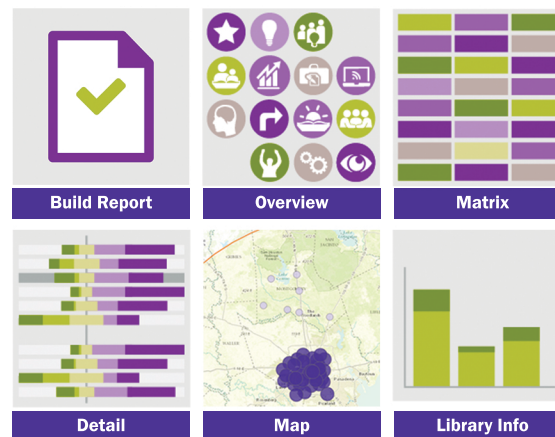 Build Report
Overview
Matrix
Detail
Map
Library Info